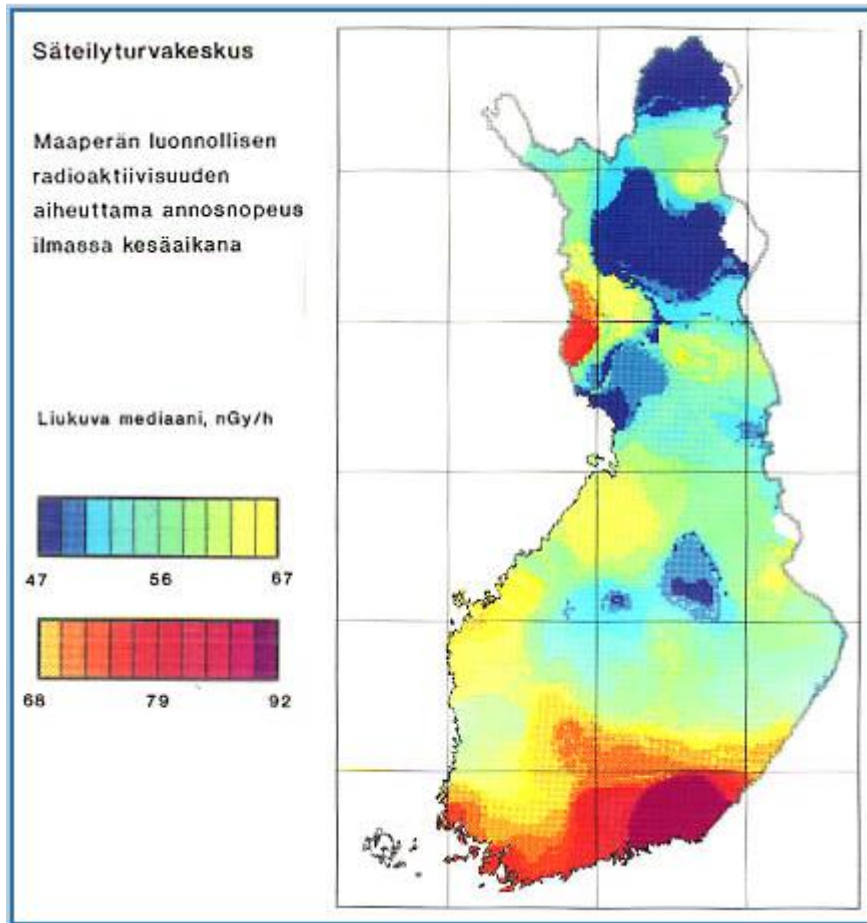 Säteilyturvakeskus
Maaperän luonnollisen
radioaktiivisuuden
aiheuttama annosnopeus
ilmassa kesäaikana
Liukuva mediaani, nGy/h
47 56 67
68 79 92